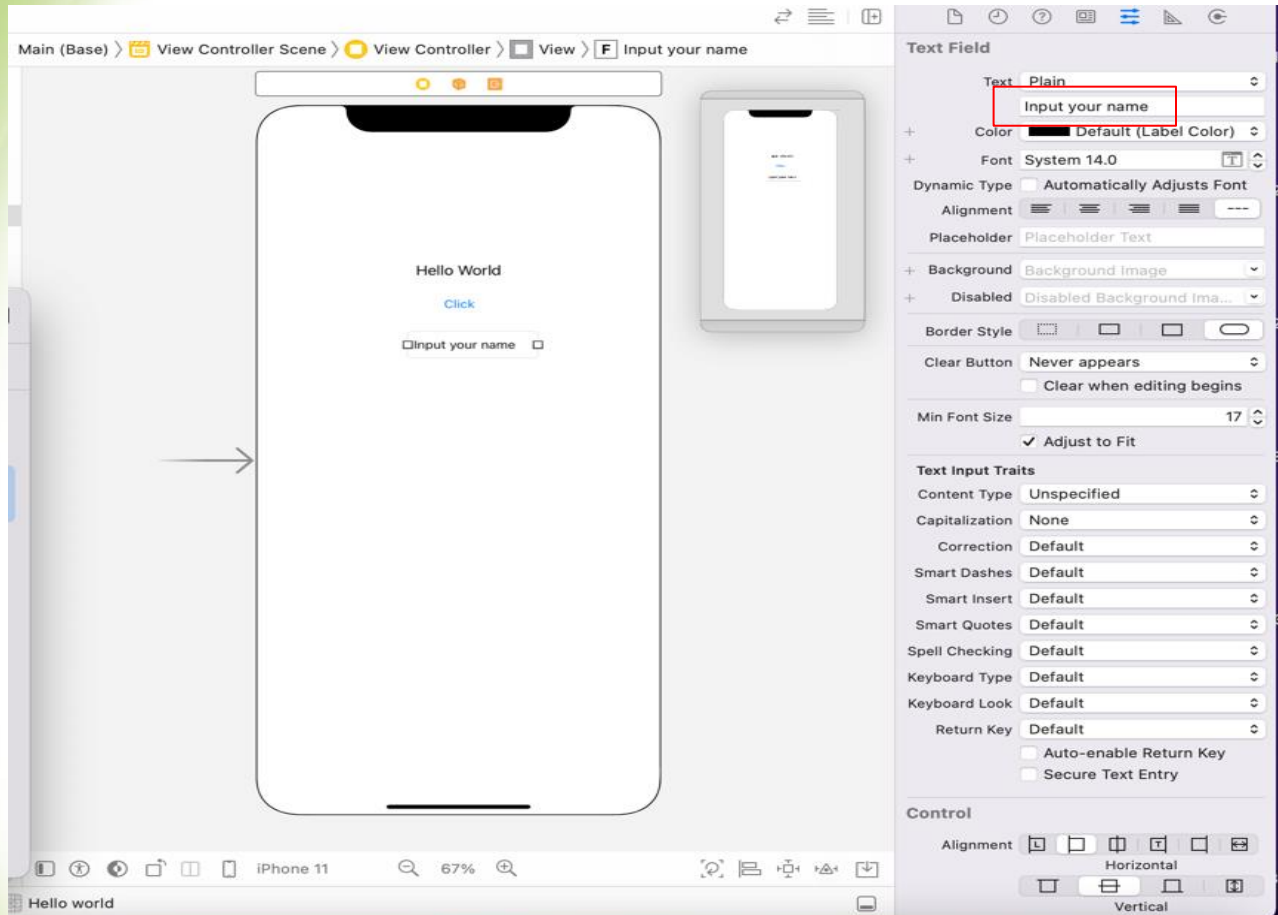 Main (Base) 〉 View Controller Scene 〉 View Controller 〉 View 〉 F Input your name
Hello World
Click
Input your name
iPhone 11
67%
Hello world
Text Field
Text Plain
Input your name
+ Color Default (Label Color)
+ Font System 14.0
Dynamic Type Automatically Adjusts Font
Alignment ---
Placeholder Placeholder Text
+ Background Background Image
+ Disabled Disabled Background Ima...
Border Style
Clear Button Never appears
Clear when editing begins
Min Font Size 17
Adjust to Fit
Text Input Traits
Content Type Unspecified
Capitalization None
Correction Default
Smart Dashes Default
Smart Insert Default
Smart Quotes Default
Spell Checking Default
Keyboard Type Default
Keyboard Look Default
Return Key Default
Auto-enable Return Key
Secure Text Entry
Control
Alignment
Horizontal
Vertical